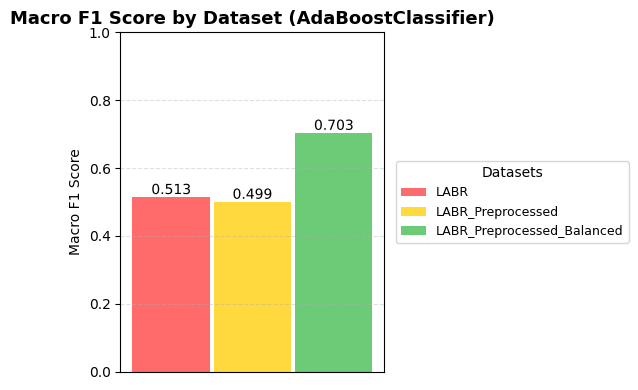 Macro F1 Score by Dataset (AdaBoostClassifier)
1.0
0.8
0.6
0.4
0.2
0.0
Macro F1 Score
0.513
0.499
0.703
Datasets
LABR
LABR_Preprocessed
LABR_Preprocessed_Balanced